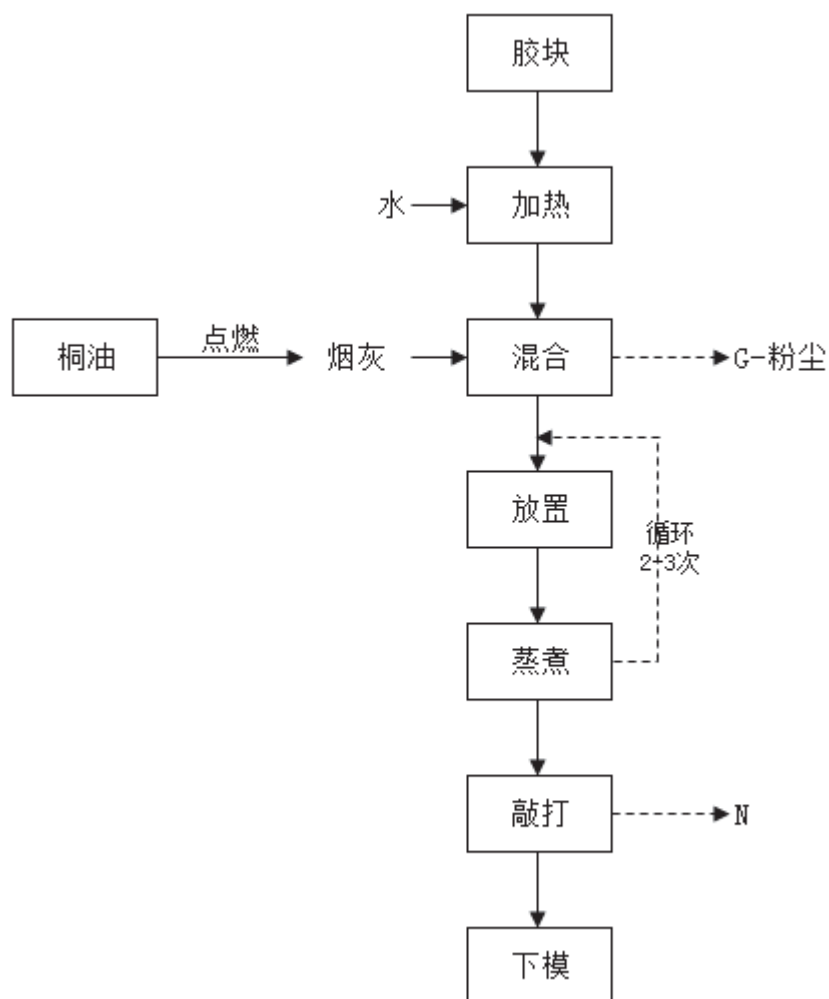 胶块
水
加热
点燃
桐油
烟灰
混合
G-粉尘
放置
循环
2+3次
蒸煮
敲打
N
下模